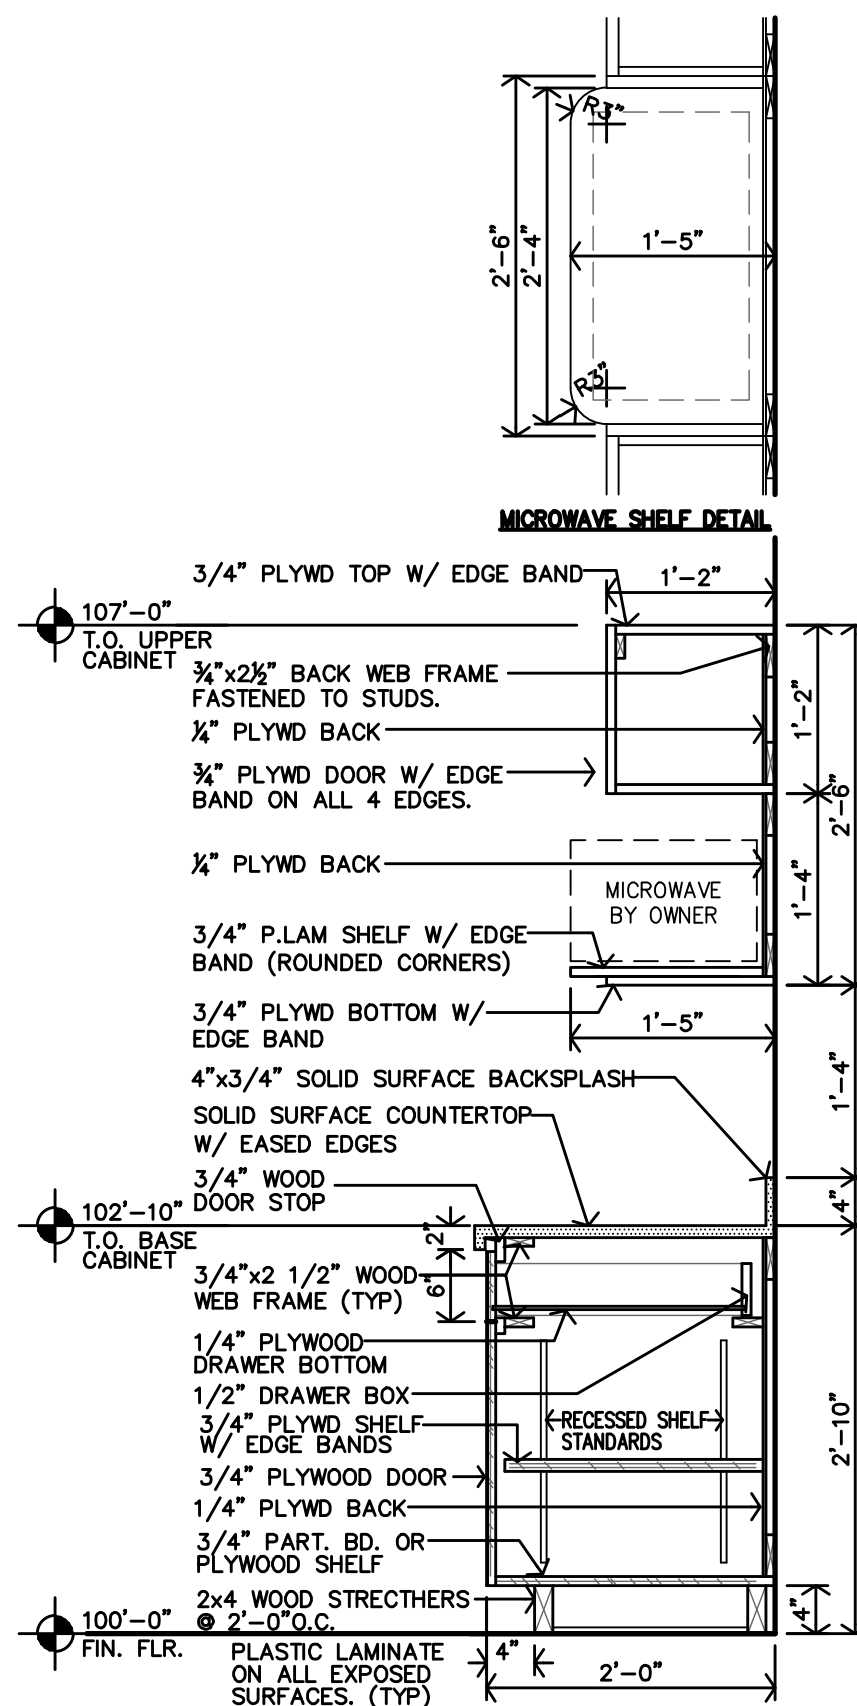 R3"
2'-6"
2'-4"
1'-5"
R3"
MICROWAVE SHELF DETAIL
3/4" PLYWD TOP W/ EDGE BAND
1'-2"
107'-0"
T.O. UPPER
CABINET
¾"x2½" BACK WEB FRAME
FASTENED TO STUDS.
1'-2"
¼" PLYWD BACK
¾" PLYWD DOOR W/ EDGE
BAND ON ALL 4 EDGES.
2'-6"
¼" PLYWD BACK
MICROWAVE
BY OWNER
1'-4"
3/4" P.LAM SHELF W/ EDGE
BAND (ROUNDED CORNERS)
3/4" PLYWD BOTTOM W/
EDGE BAND
1'-5"
4"x3/4" SOLID SURFACE BACKSPLASH
1'-4"
SOLID SURFACE COUNTERTOP
W/ EASED EDGES
3/4" WOOD
DOOR STOP
4"
102'-10"
T.O. BASE
CABINET
2"
3/4"x2 1/2" WOOD
WEB FRAME (TYP)
6"
1/4" PLYWOOD
DRAWER BOTTOM
1/2" DRAWER BOX
3/4" PLYWD SHELF
W/ EDGE BANDS
RECESSED SHELF
STANDARDS
2'-10"
3/4" PLYWOOD DOOR
1/4" PLYWD BACK
3/4" PART. BD. OR
PLYWOOD SHELF
2x4 WOOD STRECTHERS
@ 2'-0"O.C.
4"
100'-0"
FIN. FLR.
PLASTIC LAMINATE
ON ALL EXPOSED
SURFACES. (TYP)
4"
2'-0"